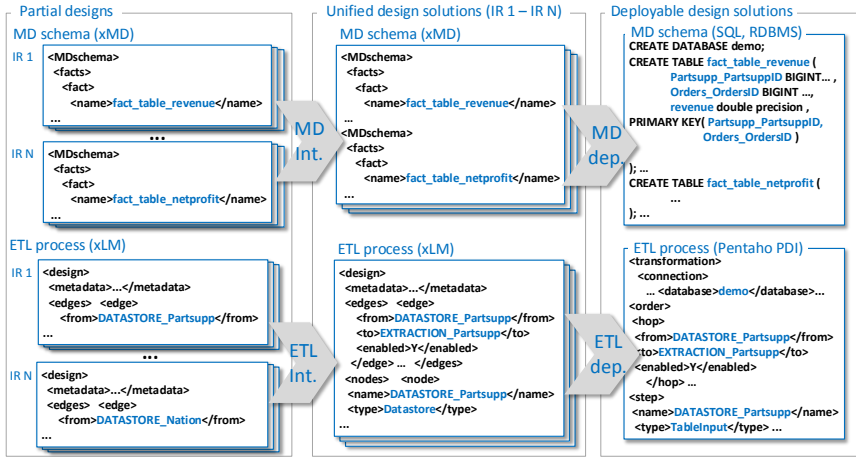 Partial designs
MD schema (xMD)
IR 1
<MDschema>
<facts>
<fact>
<name>fact_table_revenue</name>
...
...
IR N
<MDschema>
<facts>
<fact>
<name>fact_table_netprofit</name>
...
ETL process (xLM)
IR 1
<design>
<metadata>...</metadata>
<edges> <edge>
<from>DATASTORE_Partsupp</from>
...
...
IR N
<design>
<metadata>...</metadata>
<edges> <edge>
<from>DATASTORE_Nation</from>
...
MD
Int.
ETL
Int.
Unified design solutions (IR 1 – IR N)
MD schema (xMD)
<MDschema>
<facts>
<fact>
<name>fact_table_revenue</name>
...
<MDschema>
<facts>
<fact>
<name>fact_table_netprofit</name>
...
ETL process (xLM)
<design>
<metadata>...</metadata>
<edges> <edge>
<from>DATASTORE_Partsupp</from>
<to>EXTRACTION_Partsupp</to>
<enabled>Y</enabled>
</edge> ... </edges>
<nodes> <node>
<name>DATASTORE_Partsupp</name>
<type>Datastore</type>
...
MD
dep.
ETL
dep.
Deployable design solutions
MD schema (SQL, RDBMS)
CREATE DATABASE demo;
CREATE TABLE fact_table_revenue (
Partsupp_PartsuppID BIGINT... ,
Orders_OrdersID BIGINT ...,
revenue double precision ,
PRIMARY KEY( Partsupp_PartsuppID,
Orders_OrdersID )
); ...
CREATE TABLE fact_table_netprofit (
...
); ...
ETL process (Pentaho PDI)
<transformation>
<connection>
... <database>demo</database>...
<order>
<hop>
<from>DATASTORE_Partsupp</from>
<to>EXTRACTION_Partsupp</to>
<enabled>Y</enabled>
</hop> ...
<step>
<name>DATASTORE_Partsupp</name>
<type>TableInput</type> ...